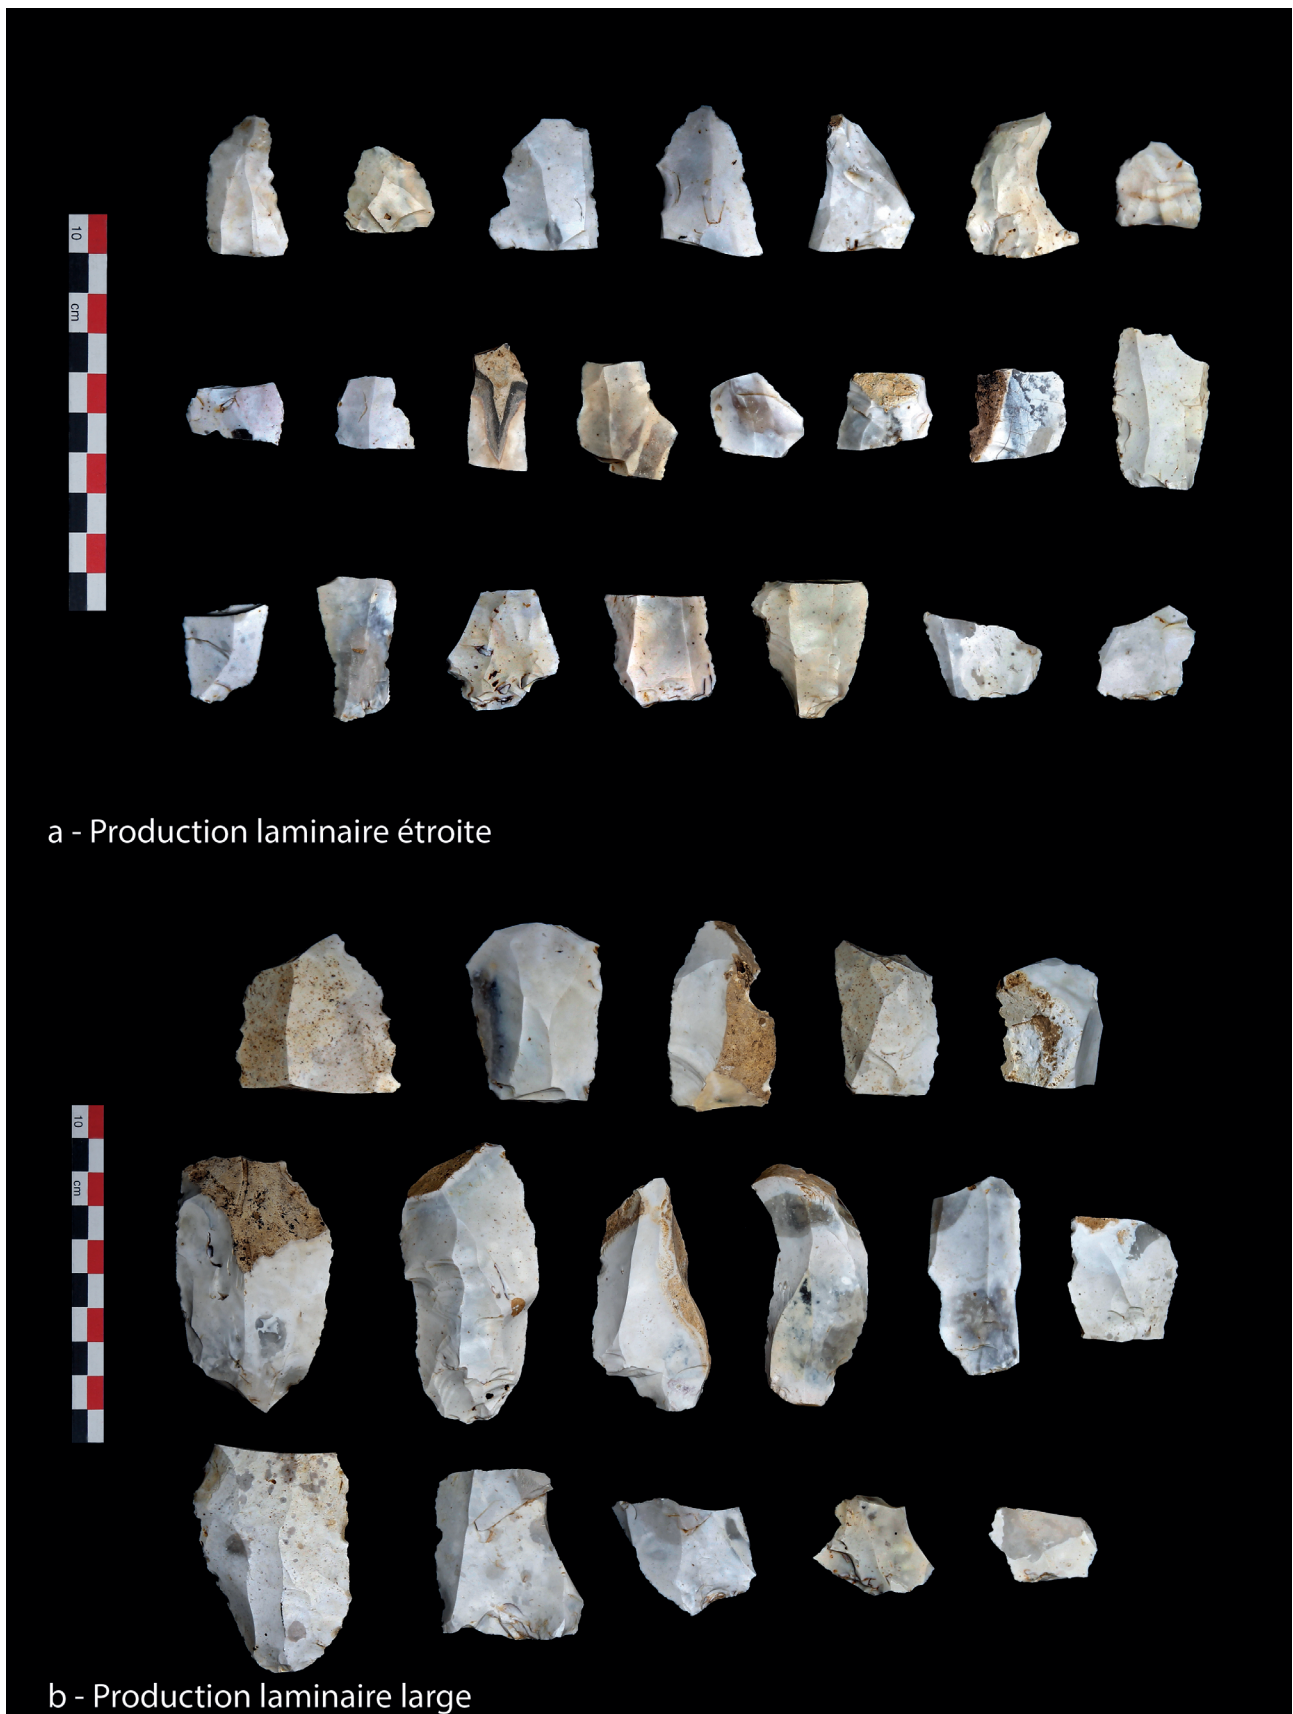 10
cm
a - Production laminaire étroite
10
cm
b - Production laminaire large